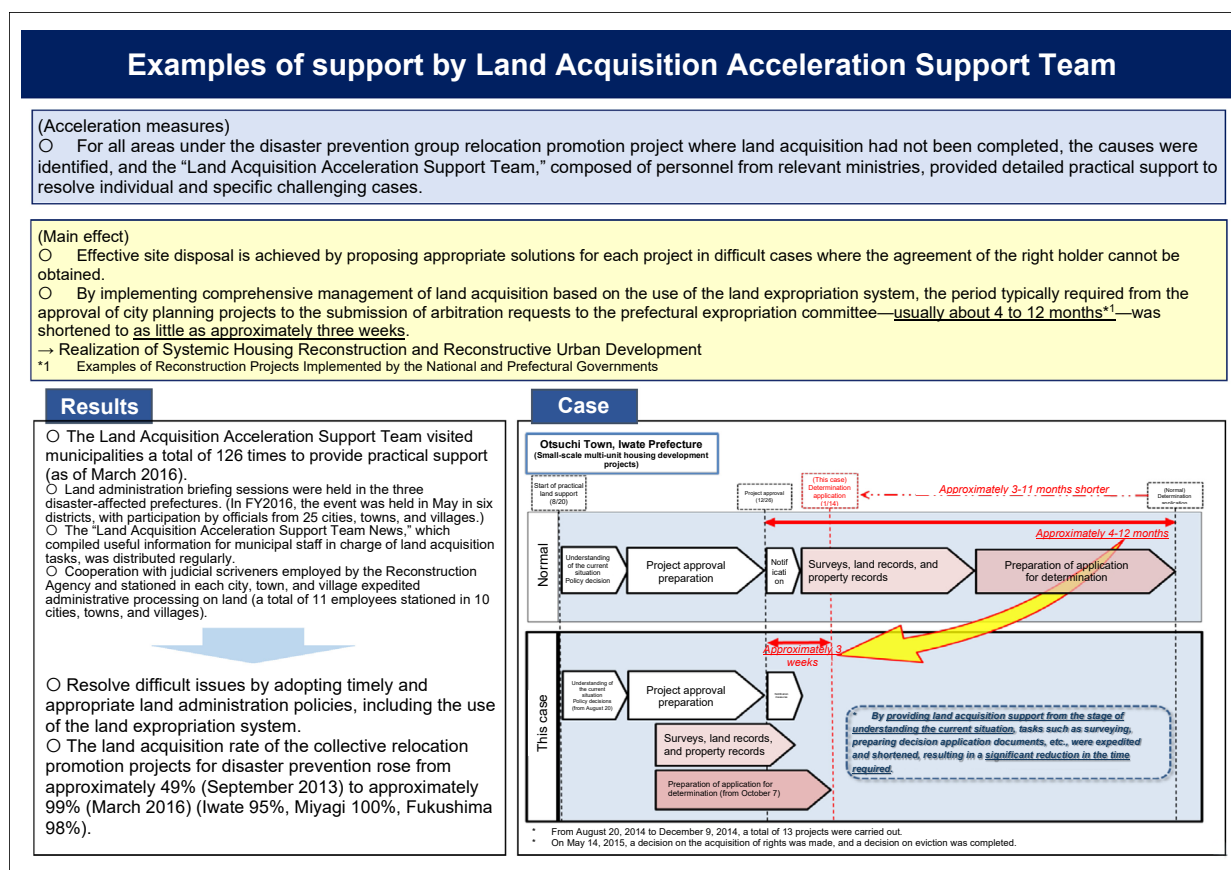 Examples of support by Land Acquisition Acceleration Support Team
(Acceleration measures)
○ For all areas under the disaster prevention group relocation promotion project where land acquisition had not been completed, the causes were
identified, and the “Land Acquisition Acceleration Support Team,” composed of personnel from relevant ministries, provided detailed practical support to
resolve individual and specific challenging cases.
(Main effect)
○ Effective site disposal is achieved by proposing appropriate solutions for each project in difficult cases where the agreement of the right holder cannot be
obtained.
○ By implementing comprehensive management of land acquisition based on the use of the land expropriation system, the period typically required from the
approval of city planning projects to the submission of arbitration requests to the prefectural expropriation committee—usually about 4 to 12 months*1—was
shortened to as little as approximately three weeks.
→ Realization of Systemic Housing Reconstruction and Reconstructive Urban Development
*1 Examples of Reconstruction Projects Implemented by the National and Prefectural Governments
Results
○ The Land Acquisition Acceleration Support Team visited
municipalities a total of 126 times to provide practical support
(as of March 2016).
○ Land administration briefing sessions were held in the three
disaster-affected prefectures. (In FY2016, the event was held in May in six
districts, with participation by officials from 25 cities, towns, and villages.)
○ The “Land Acquisition Acceleration Support Team News,” which
compiled useful information for municipal staff in charge of land acquisition
tasks, was distributed regularly.
○ Cooperation with judicial scriveners employed by the Reconstruction
Agency and stationed in each city, town, and village expedited
administrative processing on land (a total of 11 employees stationed in 10
cities, towns, and villages).
○ Resolve difficult issues by adopting timely and
appropriate land administration policies, including the use
of the land expropriation system.
○ The land acquisition rate of the collective relocation
promotion projects for disaster prevention rose from
approximately 49% (September 2013) to approximately
99% (March 2016) (Iwate 95%, Miyagi 100%, Fukushima
98%).
Case
Otsuchi Town, Iwate Prefecture
(Small-scale multi-unit housing development
projects)
Start of practical
land support
(8/20)
Project approval
(12/26)
(This case)
Determination
application
(1/14)
Approximately 3-11 months shorter
(Normal)
Determination
application
Approximately 4-12 months
Normal
Understanding
of the current
situation
Policy decision
Project approval
preparation
Notif
icati
on
Surveys, land records, and
property records
Preparation of application
for determination
Approximately 3
weeks
This case
Understanding
of the current
situation
Policy decisions
(from August 20)
Project approval
preparation
Surveys, land records,
and property records
Preparation of application for
determination (from October 7)
* By providing land acquisition support from the stage of
understanding the current situation, tasks such as surveying,
preparing decision application documents, etc., were expedited
and shortened, resulting in a significant reduction in the time
required.
* From August 20, 2014 to December 9, 2014, a total of 13 projects were carried out.
* On May 14, 2015, a decision on the acquisition of rights was made, and a decision on eviction was completed.